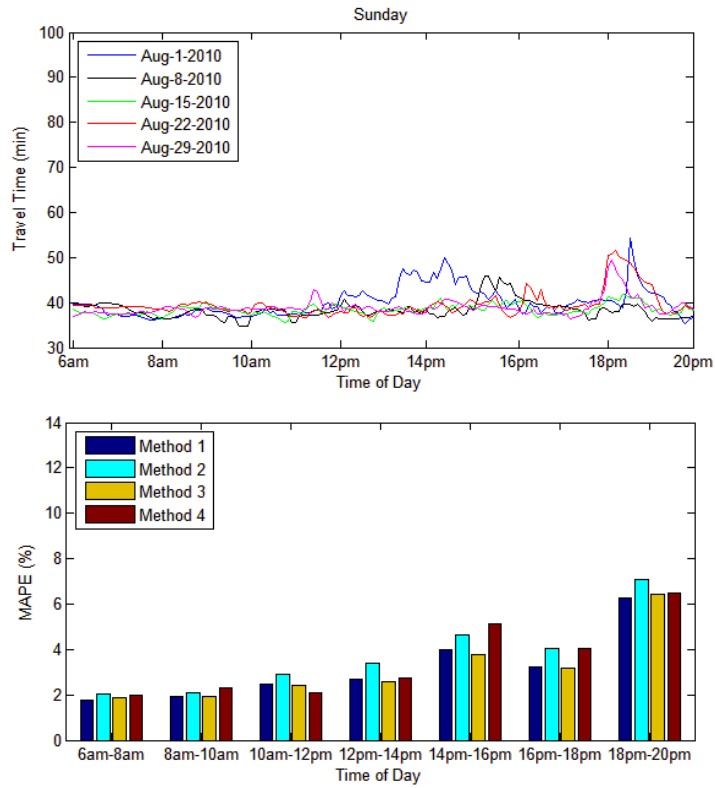 Sunday
100
90
80
70
60
50
40
30
Travel Time (min)
Aug-1-2010
Aug-8-2010
Aug-15-2010
Aug-22-2010
Aug-29-2010
6am 8am 10am 12pm 14pm 16pm 18pm 20pm
Time of Day
14
12
10
8
6
4
2
0
MAPE (%)
Method 1
Method 2
Method 3
Method 4
6am-8am 8am-10am 10am-12pm 12pm-14pm 14pm-16pm 16pm-18pm 18pm-20pm
Time of Day